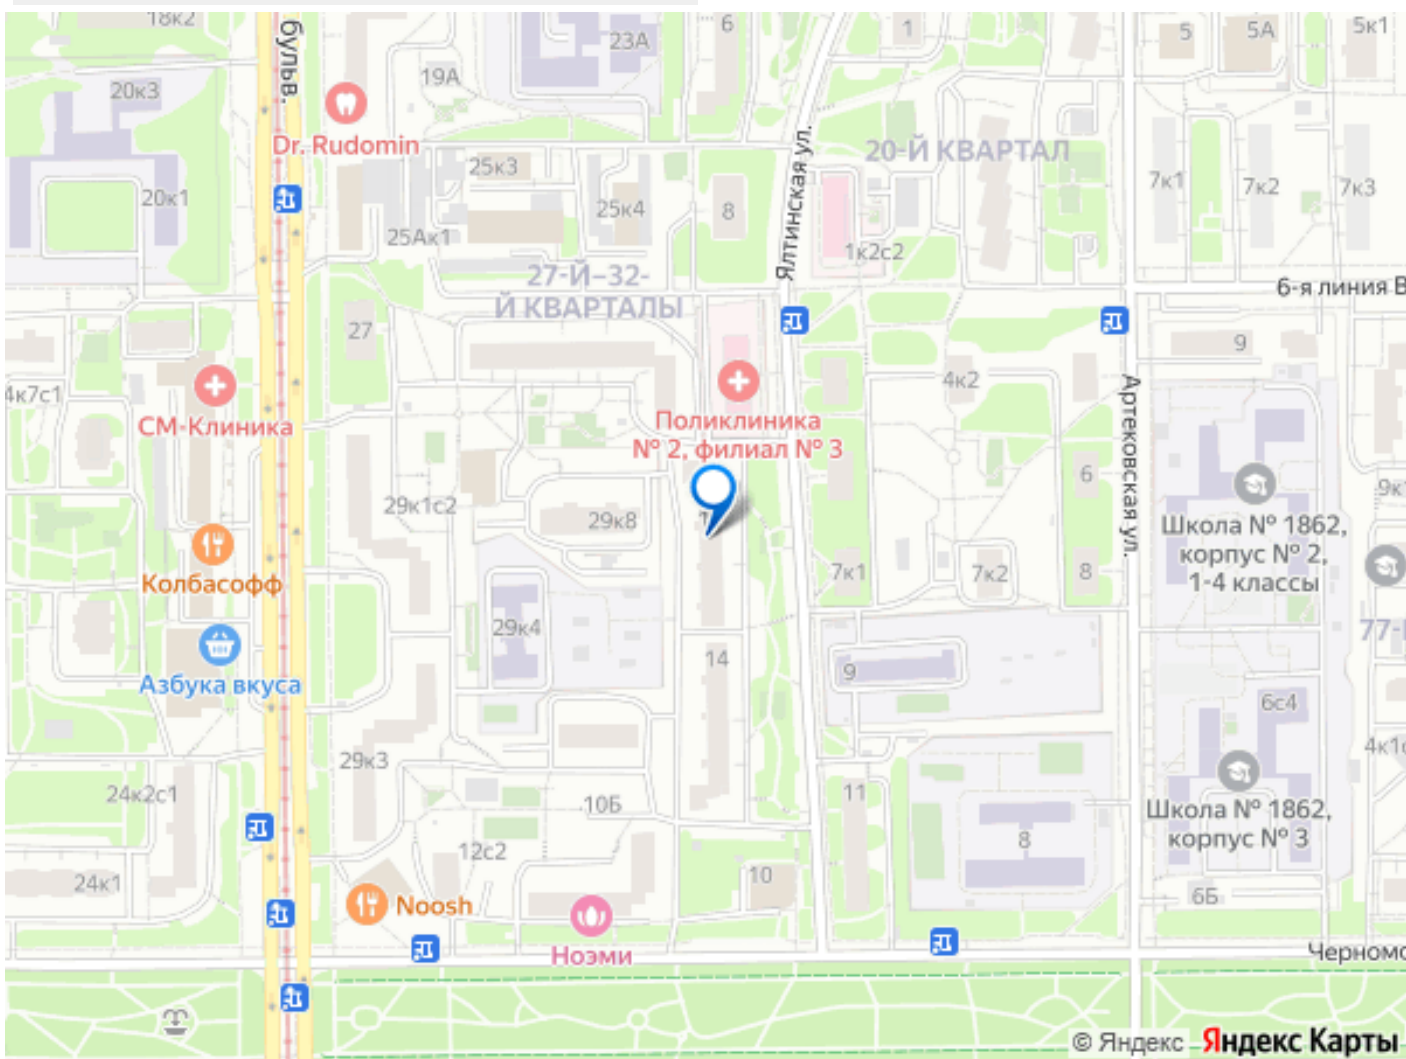 18к2
бульв.
23А
6
1
5
5А
5к1
20к3
19А
Dr. Rudomin
Ялтинская ул.
20-Й КВАРТАЛ
25к3
7к1
7к2
7к3
20к1
25к4
8
25Ак1
1к2с2
27-Й–32-
Й КВАРТАЛЫ
6-я линия В
27
9
4к7с1
СМ-Клиника
4к2
Артековская ул.
Поликлиника
№ 2, филиал № 3
6
29к1с2
29к8
Школа № 1862,
корпус № 2,
1-4 классы
Колбасофф
7к1
7к2
8
29к4
14
Азбука вкуса
9
6с4
29к3
24к2с1
10Б
11
Школа № 1862,
корпус № 3
8
12с2
24к1
10
6Б
Noosh
Ноэми
© Яндекс Яндекс Карты